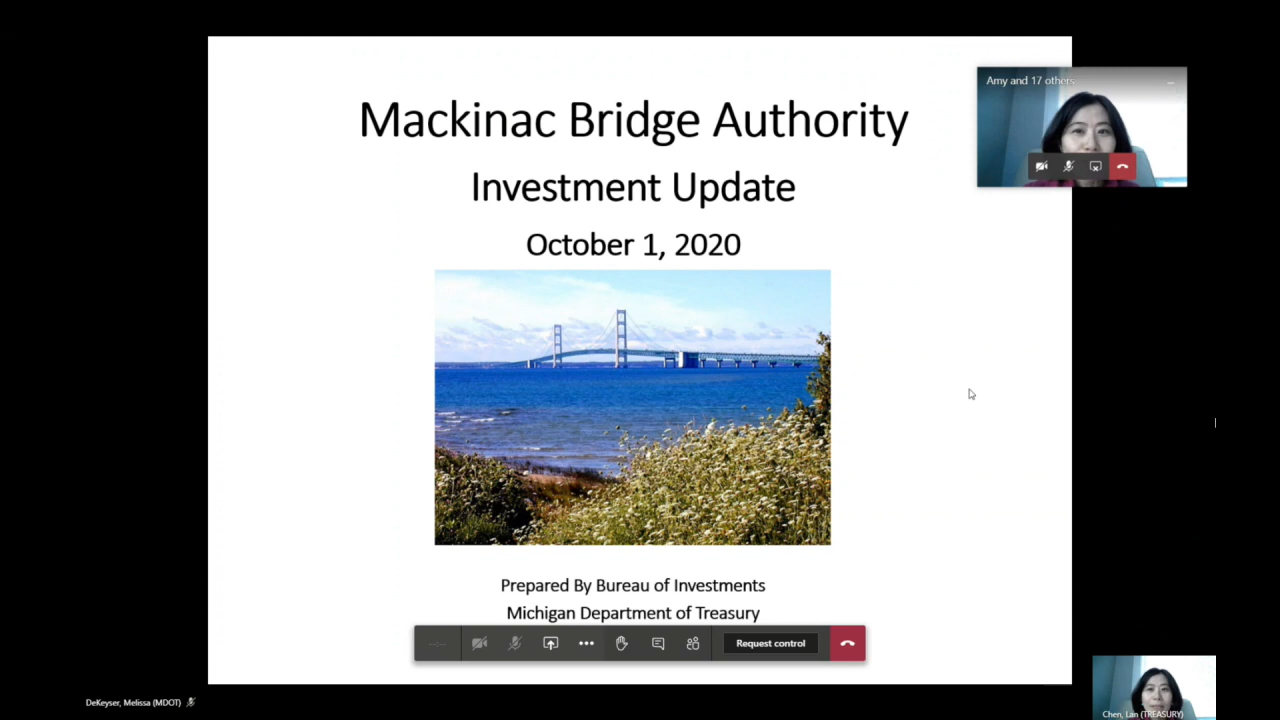 Mackinac Bridge Authority
Investment Update
October 1, 2020
Amy and 17 others
Prepared By Bureau of Investments
Michigan Department of Treasury
Request control
DeKeyser, Melissa (MDOT)
Chen, Lan (TREASURY)